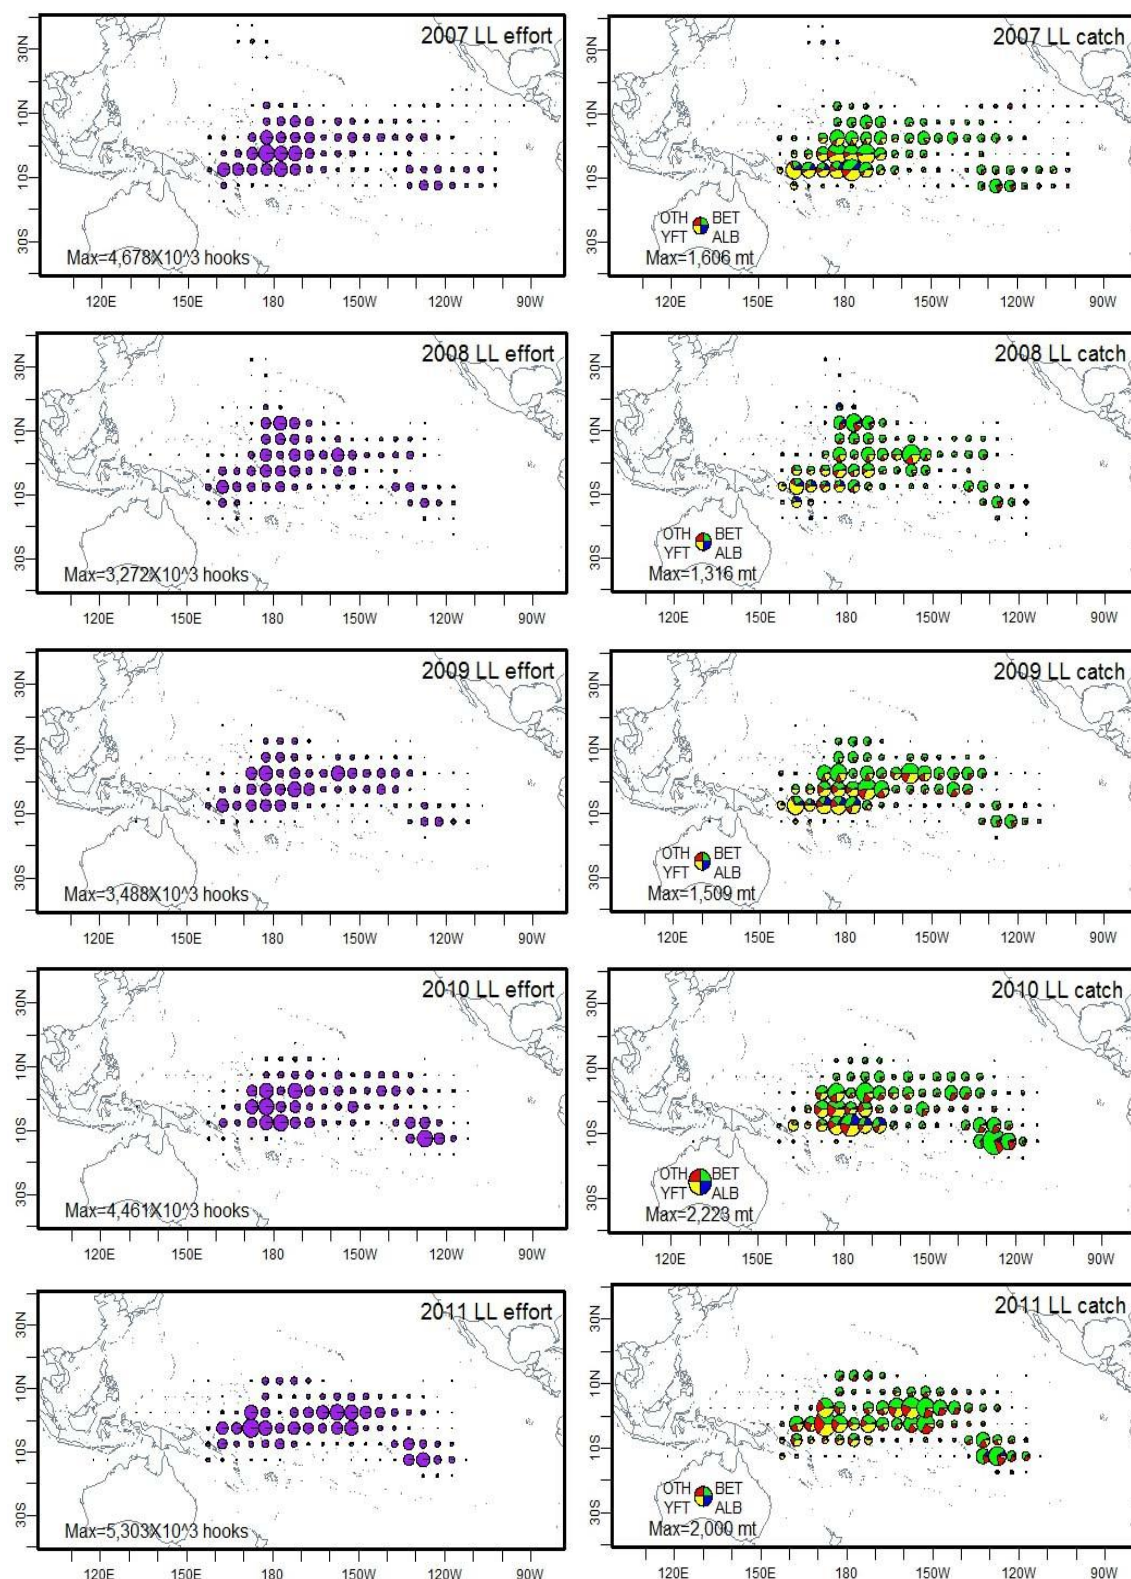 2007 LL effort
30N
10N
10S
30S
Max=4,678X10^3 hooks
120E 150E 180 150W 120W 90W
2007 LL catch
30N
10N
10S
30S
OTH BET
YFT ALB
Max=1,606 mt
120E 150E 180 150W 120W 90W
2008 LL effort
30N
10N
10S
30S
Max=3,272X10^3 hooks
120E 150E 180 150W 120W 90W
2008 LL catch
30N
10N
10S
30S
OTH BET
YFT ALB
Max=1,316 mt
120E 150E 180 150W 120W 90W
2009 LL effort
30N
10N
10S
30S
Max=3,488X10^3 hooks
120E 150E 180 150W 120W 90W
2009 LL catch
30N
10N
10S
30S
OTH BET
YFT ALB
Max=1,509 mt
120E 150E 180 150W 120W 90W
2010 LL effort
30N
10N
10S
30S
Max=4,461X10^3 hooks
120E 150E 180 150W 120W 90W
2010 LL catch
30N
10N
10S
30S
OTH BET
YFT ALB
Max=2,223 mt
120E 150E 180 150W 120W 90W
2011 LL effort
30N
10N
10S
30S
Max=5,303X10^3 hooks
120E 150E 180 150W 120W 90W
2011 LL catch
30N
10N
10S
30S
OTH BET
YFT ALB
Max=2,000 mt
120E 150E 180 150W 120W 90W